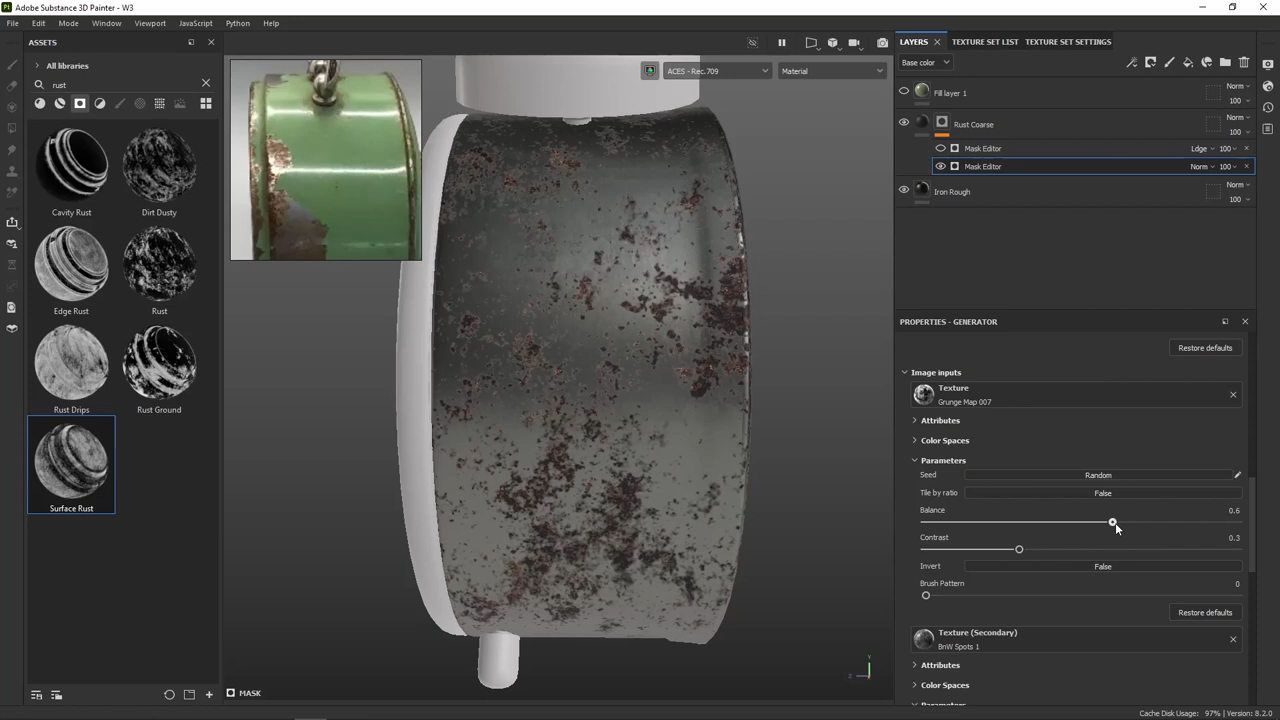 Adobe Substance 3D Painter - W3
File Edit Mode Window Viewport JavaScript Python Help
ASSETS
All libraries
rust
Cavity Rust
Dirt Dusty
Edge Rust
Rust
Rust Drips
Rust Ground
Surface Rust
ACES - Rec.709
Material
MASK
Y
Z
LAYERS
TEXTURE SET LIST
TEXTURE SET SETTINGS
Base color
Fill layer 1
Norm
100
Rust Coarse
Norm
100
Mask Editor
Ldge
100
Mask Editor
Norm
100
Iron Rough
Norm
100
PROPERTIES - GENERATOR
Restore defaults
Image inputs
Texture
Grunge Map 007
Attributes
Color Spaces
Parameters
Seed
Random
Tile by ratio
False
Balance
0.6
Contrast
0.3
Invert
False
Brush Pattern
0
Restore defaults
Texture (Secondary)
BnW Spots 1
Attributes
Color Spaces
Cache Disk Usage: 97% | Version: 8.2.0